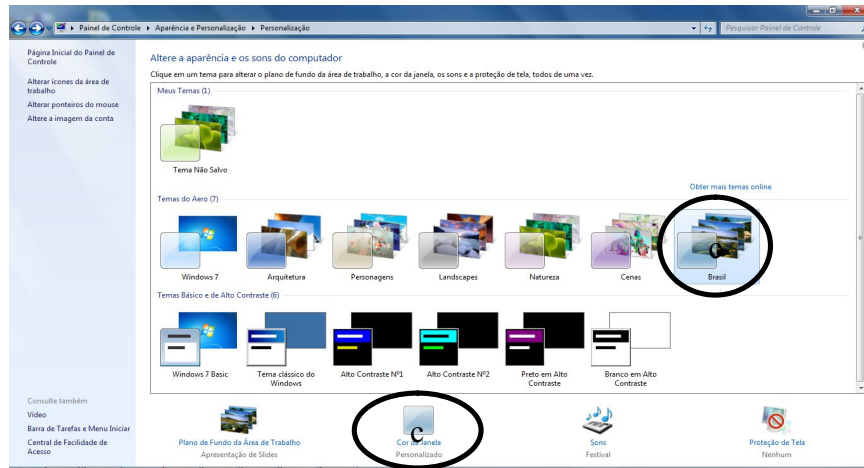 Painel de Controle ▸ Aparência e Personalização ▸ Personalização
Pesquisar Painel de Controle
Página Inicial do Painel de
Controle
Alterar ícones da área de
trabalho
Alterar ponteiros do mouse
Altere a imagem da conta
Altere a aparência e os sons do computador
Clique em um tema para alterar o plano de fundo da área de trabalho, a cor da janela, os sons e a proteção de tela, todos de uma vez.
Meus Temas (1)
Tema Não Salvo
Obter mais temas online
Temas do Aero (7)
c
Windows 7 Arquitetura Personagens Landscapes Natureza Cenas Brasil
Temas Básico e de Alto Contraste (6)
Windows 7 Basic Tema clássico do Windows Alto Contraste Nº1 Alto Contraste Nº2 Preto em Alto Contraste Branco em Alto Contraste
Consulte também
Vídeo
Barra de Tarefas e Menu Iniciar
Central de Facilidade de
Acesso
c
Plano de Fundo da Área de Trabalho Cor da Janela Sons Proteção de Tela
Apresentação de Slides Personalizado Festival Nenhum